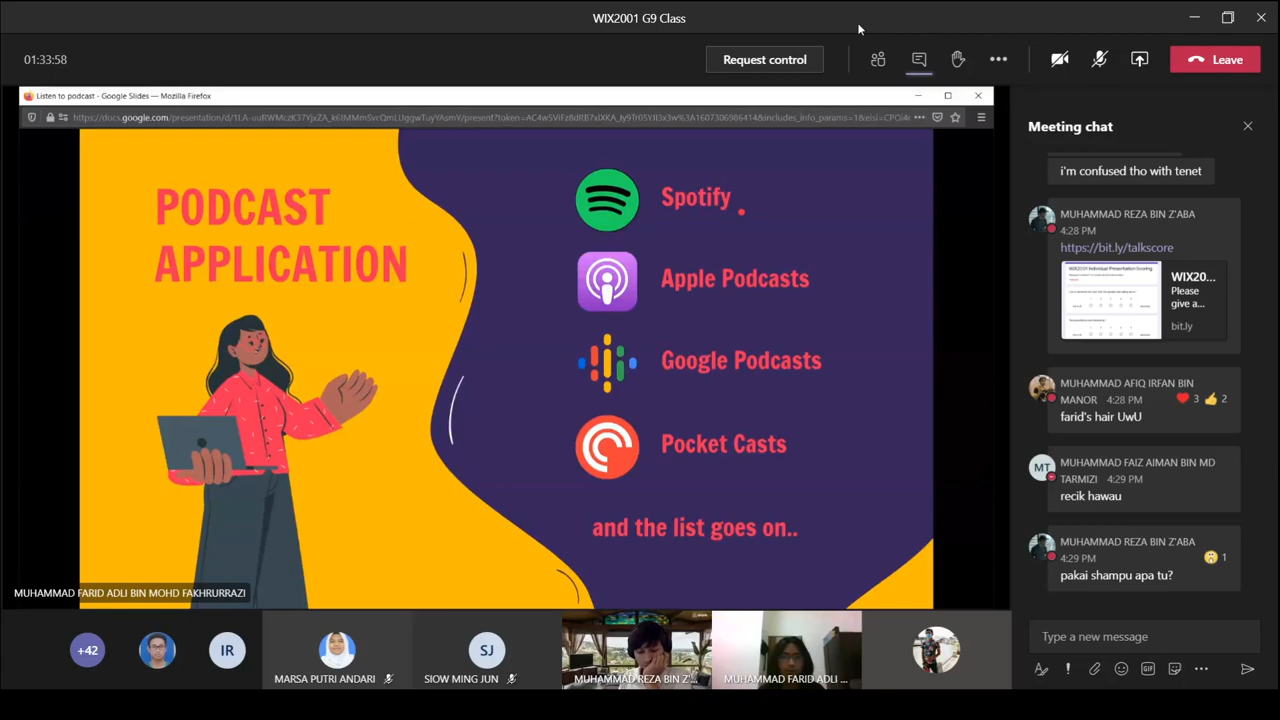 WIX2001 G9 Class
01:33:58
Request control
Leave
Listen to podcast - Google Slides — Mozilla Firefox
PODCAST
APPLICATION
Spotify
Apple Podcasts
Google Podcasts
Pocket Casts
and the list goes on..
MUHAMMAD FARID ADLI BIN MOHD FAKHRURRAZI
+42
IR
MARSA PUTRI ANDARI
SJ
SIOW MING JUN
MUHAMMAD REZA BIN Z'...
MUHAMMAD FARID ADLI ...
Meeting chat
i'm confused tho with tenet
MUHAMMAD REZA BIN Z'ABA
4:28 PM
https://bit.ly/talkscore
WIX2001 Individual Presentation Scoring
WIX20...
Please
give a...
bit.ly
MUHAMMAD AFIQ IRFAN BIN
MANOR 4:28 PM
3
2
farid's hair UwU
MT
MUHAMMAD FAIZ AIMAN BIN MD
TARMIZI 4:29 PM
recik hawau
MUHAMMAD REZA BIN Z'ABA
4:29 PM
1
pakai shampu apa tu?
Type a new message
GIF